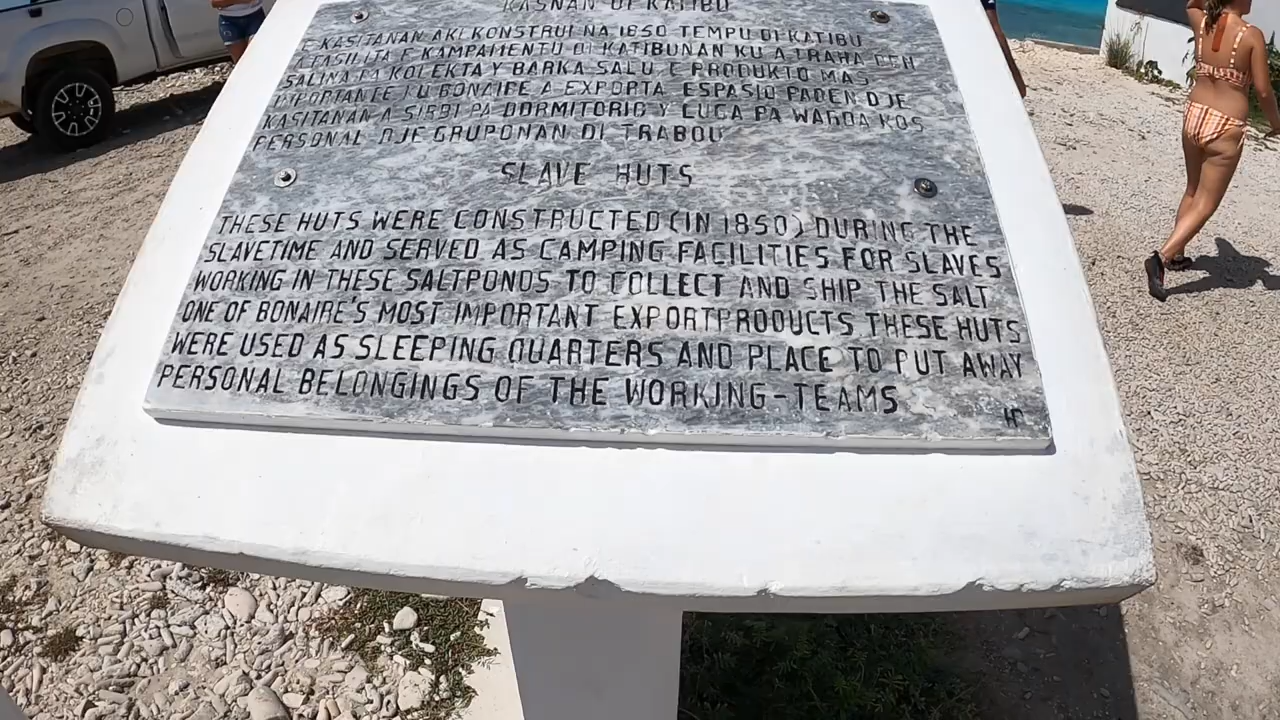 KASNAN DI KATIBU
E KASITANAN AKI KONSTRUI NA 1850 TEMPU DI KATIBU
A FASILITA E KAMPAMENTU DI KATIBUNAN KU A TRAHA DEN
SALINA PA KOLEKTA Y BARKA SALU E PRODUKTO MAS
IMPORTANTE KU BONAIRE A EXPORTA ESPASIO PADEN DJE
KASITANAN A SIRBI PA DORMITORIO Y LUGA PA WARDA KOS
PERSONAL DJE GRUPONAN DI TRABOU
SLAVE HUTS
THESE HUTS WERE CONSTRUCTED (IN 1850) DURING THE
SLAVETIME AND SERVED AS CAMPING FACILITIES FOR SLAVES
WORKING IN THESE SALTPONDS TO COLLECT AND SHIP THE SALT
ONE OF BONAIRE'S MOST IMPORTANT EXPORTPRODUCTS THESE HUTS
WERE USED AS SLEEPING QUARTERS AND PLACE TO PUT AWAY
PERSONAL BELONGINGS OF THE WORKING-TEAMS